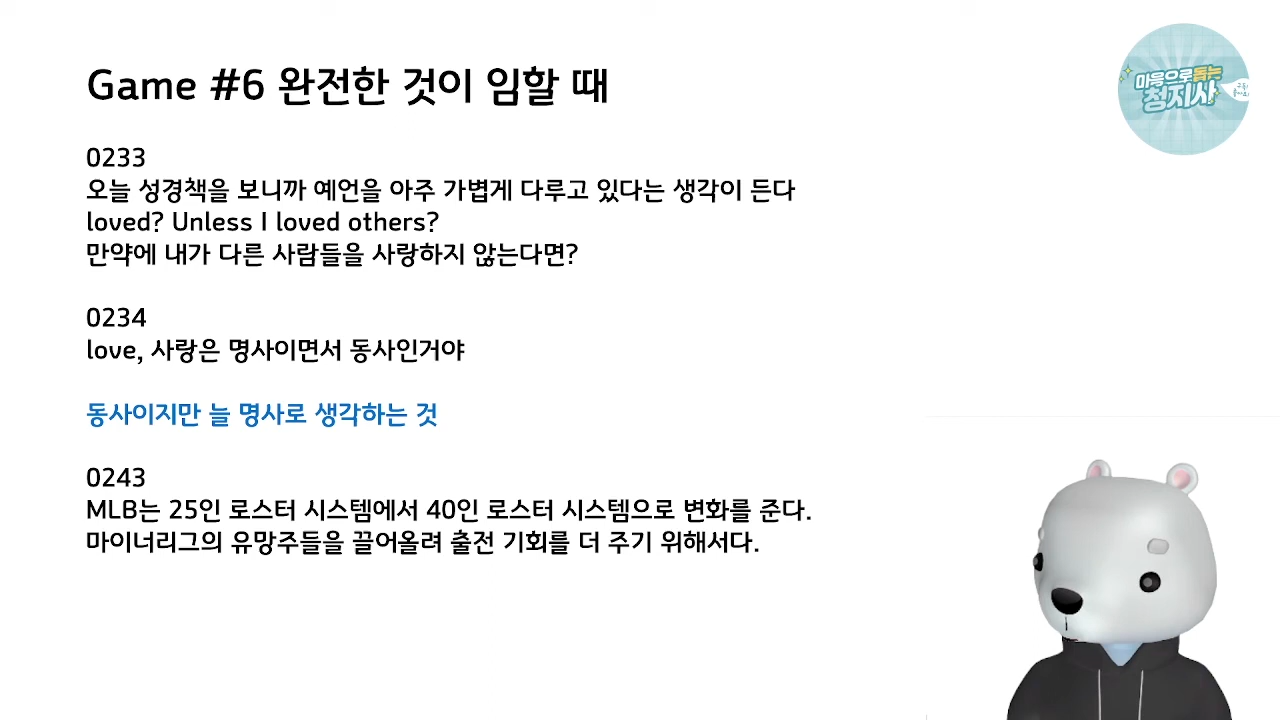 Game #6 완전한 것이 임할 때
마음으로돕는
청지사
0233
오늘 성경책을 보니까 예언을 아주 가볍게 다루고 있다는 생각이 든다
loved? Unless I loved others?
만약에 내가 다른 사람들을 사랑하지 않는다면?
0234
love, 사랑은 명사이면서 동사인거야
동사이지만 늘 명사로 생각하는 것
0243
MLB는 25인 로스터 시스템에서 40인 로스터 시스템으로 변화를 준다.
마이너리그의 유망주들을 끌어올려 출전 기회를 더 주기 위해서다.